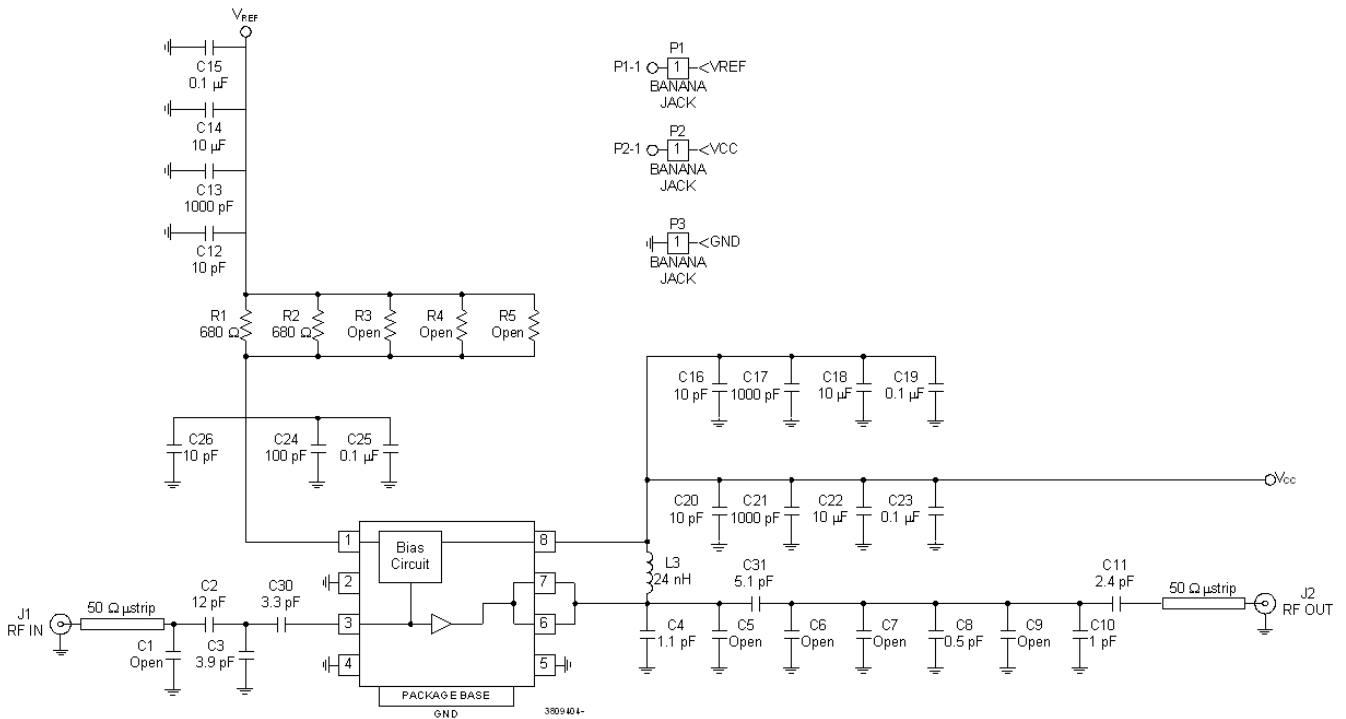 VREF
C15
0.1 µF
C14
10 µF
C13
1000 pF
C12
10 pF
P1
P1-1
1
VREF
BANANA
JACK
P2
P2-1
1
VCC
BANANA
JACK
P3
1
GND
BANANA
JACK
R1
680 Ω
R2
680 Ω
R3
Open
R4
Open
R5
Open
C26
10 pF
C24
100 pF
C25
0.1 µF
C16
10 pF
C17
1000 pF
C18
10 µF
C19
0.1 µF
VCC
C20
10 pF
C21
1000 pF
C22
10 µF
C23
0.1 µF
1
Bias
Circuit
8
2
7
3
6
4
5
PACKAGE BASE
GND
3809404-
L3
24 nH
J1
RF IN
50 Ω µstrip
C1
Open
C2
12 pF
C3
3.9 pF
C30
3.3 pF
C4
1.1 pF
C5
Open
C31
5.1 pF
C6
Open
C7
Open
C8
0.5 pF
C9
Open
C10
1 pF
C11
2.4 pF
50 Ω µstrip
J2
RF OUT